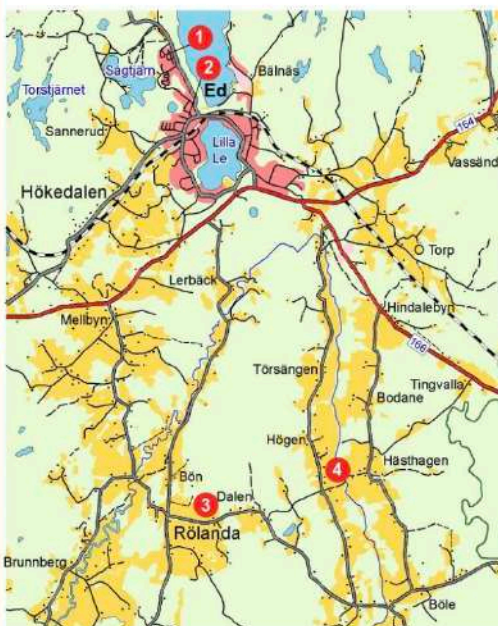 1
Sågtjärn
2
Torstjärnet
Ed
Bälnäs
164
Sannerud
Lilla
Le
Vassänd
Hökedalen
Torp
Lerbäck
Mellbyn
Hindalebyn
166
Törsängen
Tingvalla
Bodane
Högen
Bön
4
Hästhagen
3
Dalen
Rölanda
Brunnberg
Böle